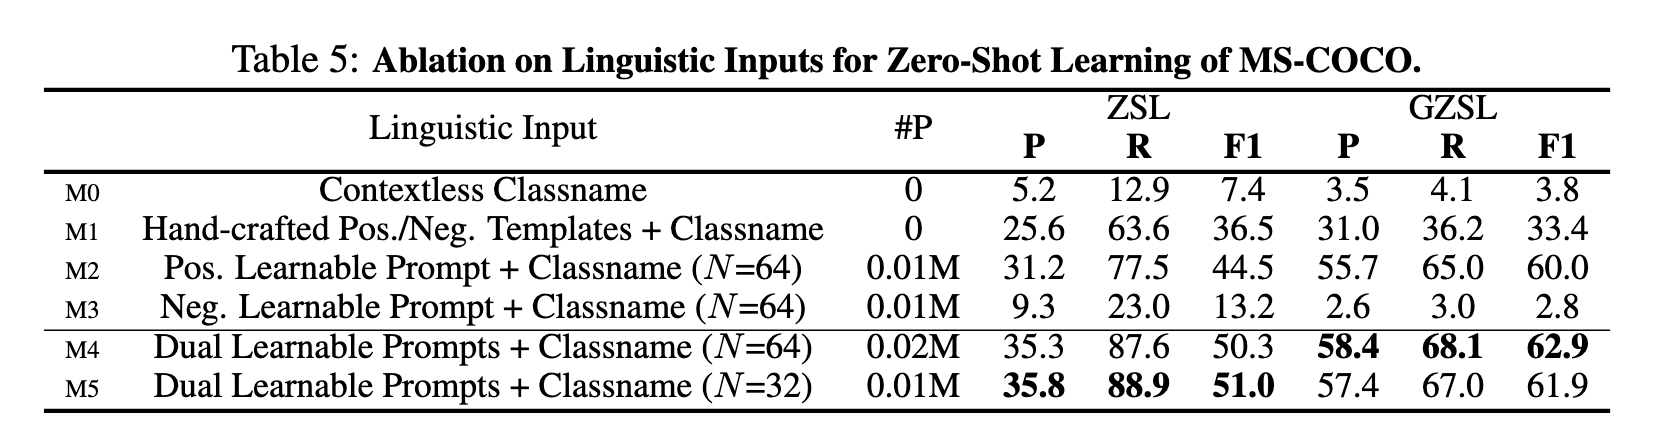 Table 5: Ablation on Linguistic Inputs for Zero-Shot Learning of MS-COCO.
Linguistic Input #P ZSL GZSL
P R F1 P R F1
M0 Contextless Classname 0 5.2 12.9 7.4 3.5 4.1 3.8
M1 Hand-crafted Pos./Neg. Templates + Classname 0 25.6 63.6 36.5 31.0 36.2 33.4
M2 Pos. Learnable Prompt + Classname (N=64) 0.01M 31.2 77.5 44.5 55.7 65.0 60.0
M3 Neg. Learnable Prompt + Classname (N=64) 0.01M 9.3 23.0 13.2 2.6 3.0 2.8
M4 Dual Learnable Prompts + Classname (N=64) 0.02M 35.3 87.6 50.3 58.4 68.1 62.9
M5 Dual Learnable Prompts + Classname (N=32) 0.01M 35.8 88.9 51.0 57.4 67.0 61.9